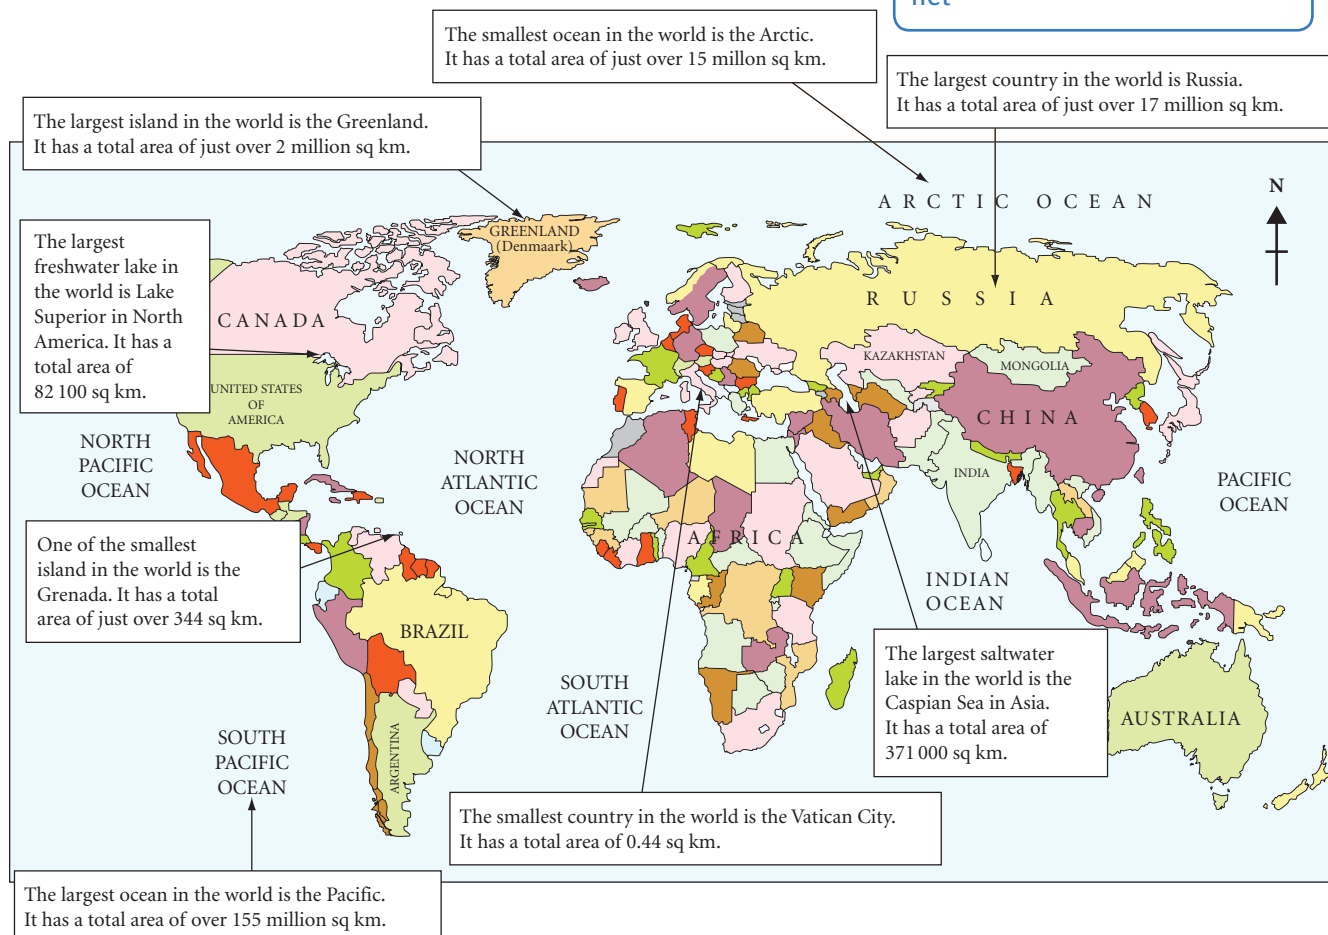 net
The smallest ocean in the world is the Arctic.
It has a total area of just over 15 millon sq km.
The largest country in the world is Russia.
It has a total area of just over 17 million sq km.
The largest island in the world is the Greenland.
It has a total area of just over 2 million sq km.
N
ARCTIC OCEAN
GREENLAND
(Denmaark)
The largest
freshwater lake in
the world is Lake
Superior in North
America. It has a
total area of
82 100 sq km.
CANADA
RUSSIA
KAZAKHSTAN
MONGOLIA
UNITED STATES
OF
AMERICA
CHINA
NORTH
PACIFIC
OCEAN
NORTH
ATLANTIC
OCEAN
INDIA
PACIFIC
OCEAN
AFRICA
One of the smallest
island in the world is the
Grenada. It has a total
area of just over 344 sq km.
INDIAN
OCEAN
BRAZIL
The largest saltwater
lake in the world is the
Caspian Sea in Asia.
It has a total area of
371 000 sq km.
SOUTH
ATLANTIC
OCEAN
AUSTRALIA
SOUTH
PACIFIC
OCEAN
ARGENTINA
The smallest country in the world is the Vatican City.
It has a total area of 0.44 sq km.
The largest ocean in the world is the Pacific.
It has a total area of over 155 million sq km.